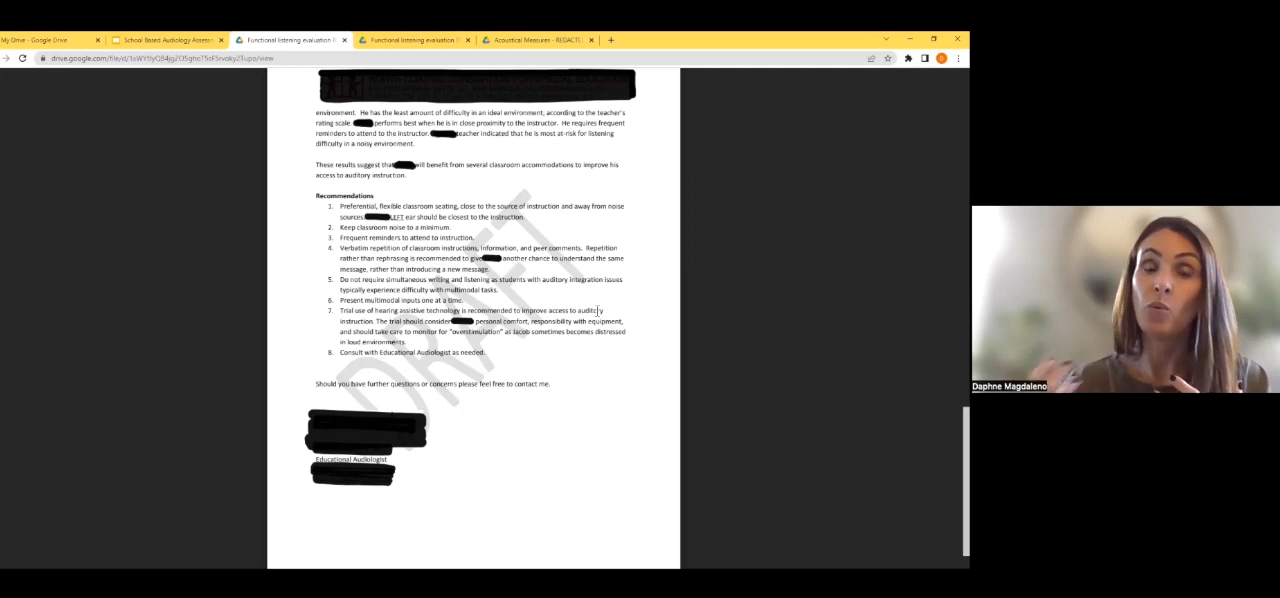 My Drive - Google Drive
School Based Audiology Assessm
Functional listening evaluation R
Functional listening evaluation R
Acoustical Measures - REDACTE
drive.google.com/file/d/
/view
environment. He has the least amount of difficulty in an ideal environment, according to the teacher's
rating scale. performs best when he is in close proximity to the instructor. He requires frequent
reminders to attend to the instructor. teacher indicated that he is most at-risk for listening
difficulty in a noisy environment.
These results suggest that will benefit from several classroom accommodations to improve his
access to auditory instruction.
Recommendations
1. Preferential, flexible classroom seating, close to the source of instruction and away from noise
sources. LEFT ear should be closest to the instruction.
2. Keep classroom noise to a minimum.
3. Frequent reminders to attend to instruction.
4. Verbatim repetition of classroom instructions, information, and peer comments. Repetition
rather than rephrasing is recommended to give another chance to understand the same
message, rather than introducing a new message.
5. Do not require simultaneous writing and listening as students with auditory integration issues
typically experience difficulty with multimodal tasks.
6. Present multimodal inputs one at a time.
7. Trial use of hearing assistive technology is recommended to improve access to auditory
instruction. The trial should consider personal comfort, responsibility with equipment,
and should take care to monitor for "overstimulation" as Jacob sometimes becomes distressed
in loud environments.
8. Consult with Educational Audiologist as needed.
Should you have further questions or concerns please feel free to contact me.
Educational Audiologist
DRAFT
Daphne Magdaleno